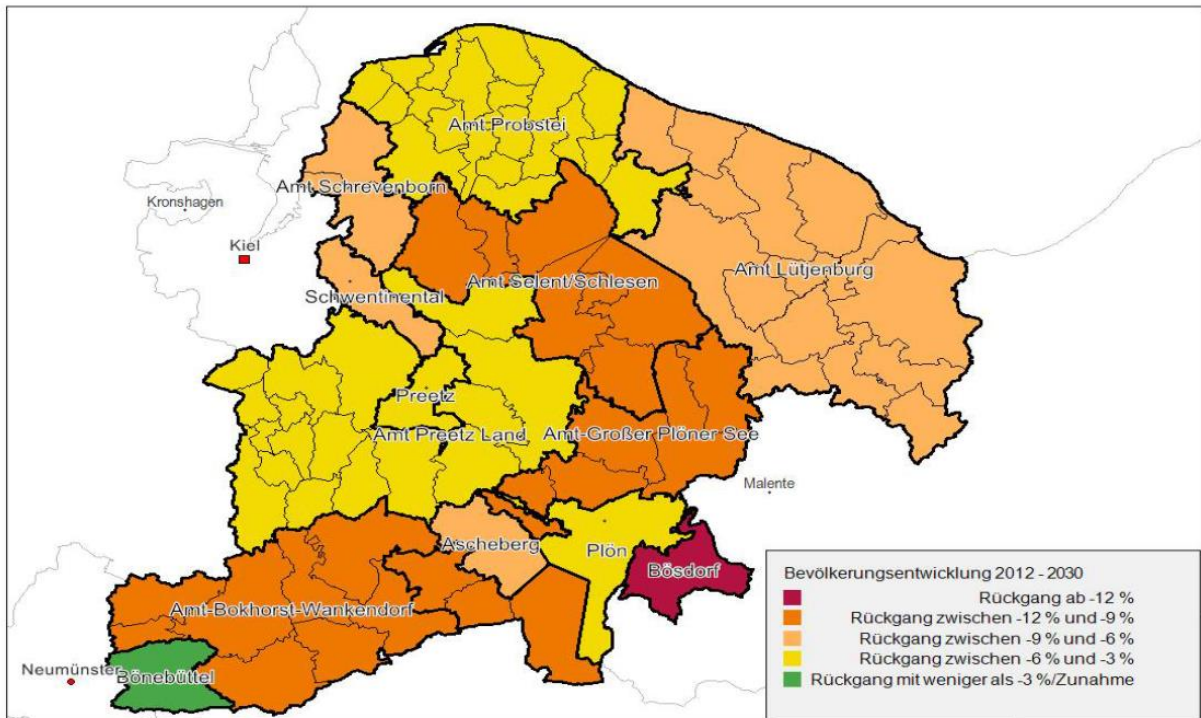 Amt Probstei
Amt Schrevenborn
Kronshagen
Kiel
Amt Lütjenburg
Amt Selent/Schlesen
Schwentinental
Preetz
Amt Preetz Land
Amt-Großer Plöner See
Malente
Ascheberg
Plön
Bösdorf
Amt-Bokhorst-Wankendorf
Neumünster
Bönebüttel
Bevölkerungsentwicklung 2012 - 2030
Rückgang ab -12 %
Rückgang zwischen -12 % und -9 %
Rückgang zwischen -9 % und -6 %
Rückgang zwischen -6 % und -3 %
Rückgang mit weniger als -3 %/Zunahme